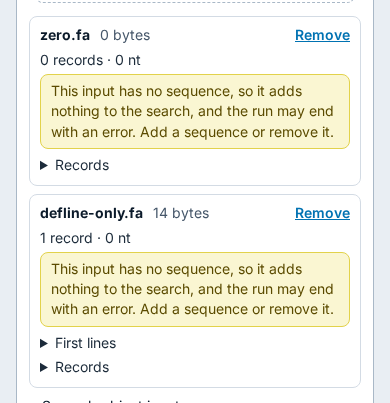 zero.fa 0 bytes Remove
0 records · 0 nt
This input has no sequence, so it adds
nothing to the search, and the run may end
with an error. Add a sequence or remove it.
Records
defline-only.fa 14 bytes Remove
1 record · 0 nt
This input has no sequence, so it adds
nothing to the search, and the run may end
with an error. Add a sequence or remove it.
First lines
Records